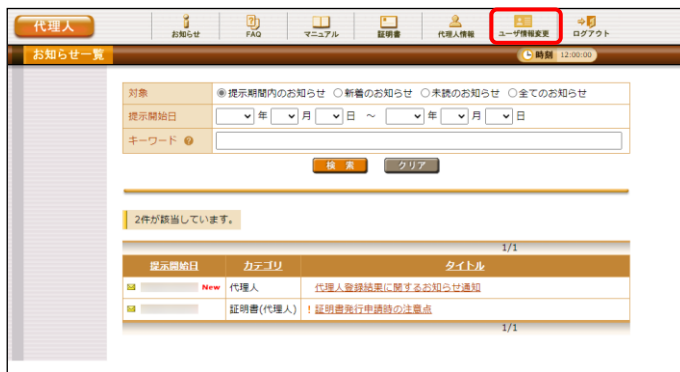 代理人
お知らせ FAQ マニュアル 証明書 代理人情報 ユーザ情報変更 ログアウト
お知らせ一覧 時刻 12:00:00
対象 提示期間内のお知らせ 新着のお知らせ 未読のお知らせ 全てのお知らせ
提示開始日 年 月 日 ～ 年 月 日
キーワード ?
検 索 クリア
2件が該当しています。
1/1
提示開始日 カテゴリ タイトル
New 代理人 代理人登録結果に関するお知らせ通知
証明書(代理人) ! 証明書発行申請時の注意点
1/1